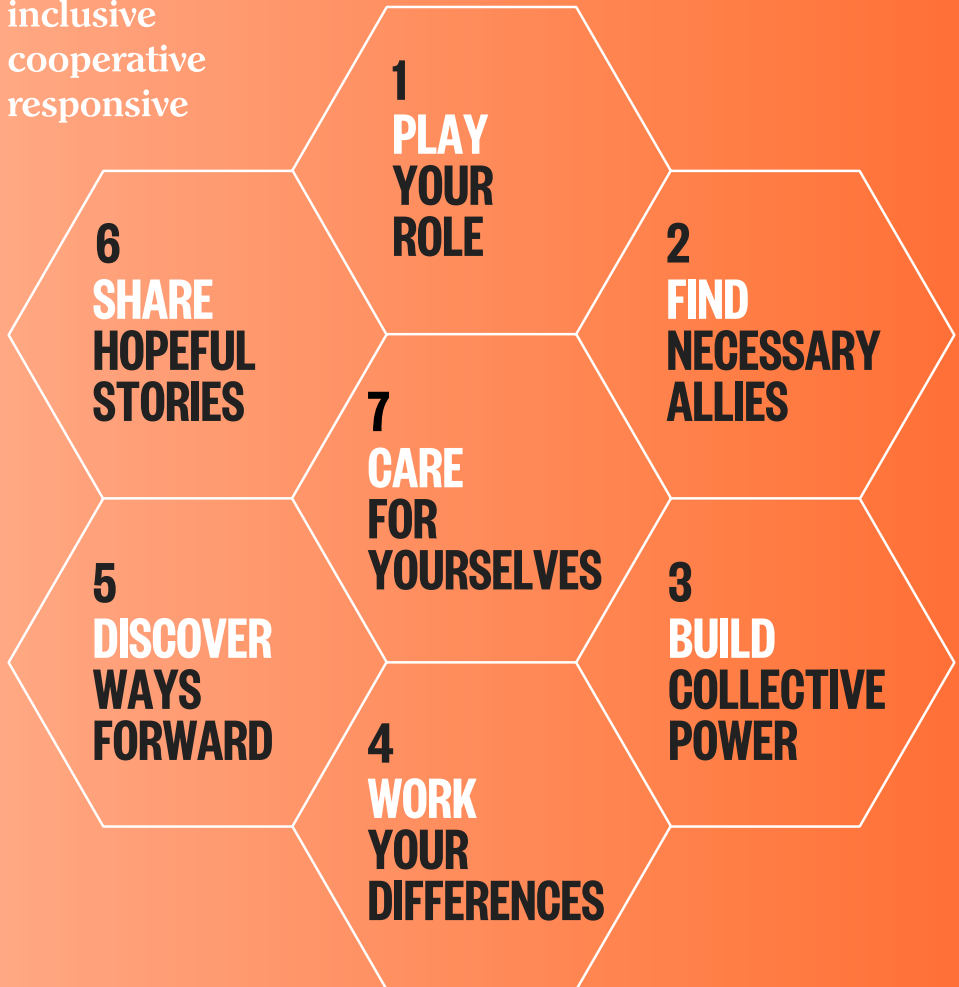 inclusive
cooperative
responsive
1
PLAY
YOUR
ROLE
2
FIND
NECESSARY
ALLIES
3
BUILD
COLLECTIVE
POWER
4
WORK
YOUR
DIFFERENCES
5
DISCOVER
WAYS
FORWARD
6
SHARE
HOPEFUL
STORIES
7
CARE
FOR
YOURSELVES